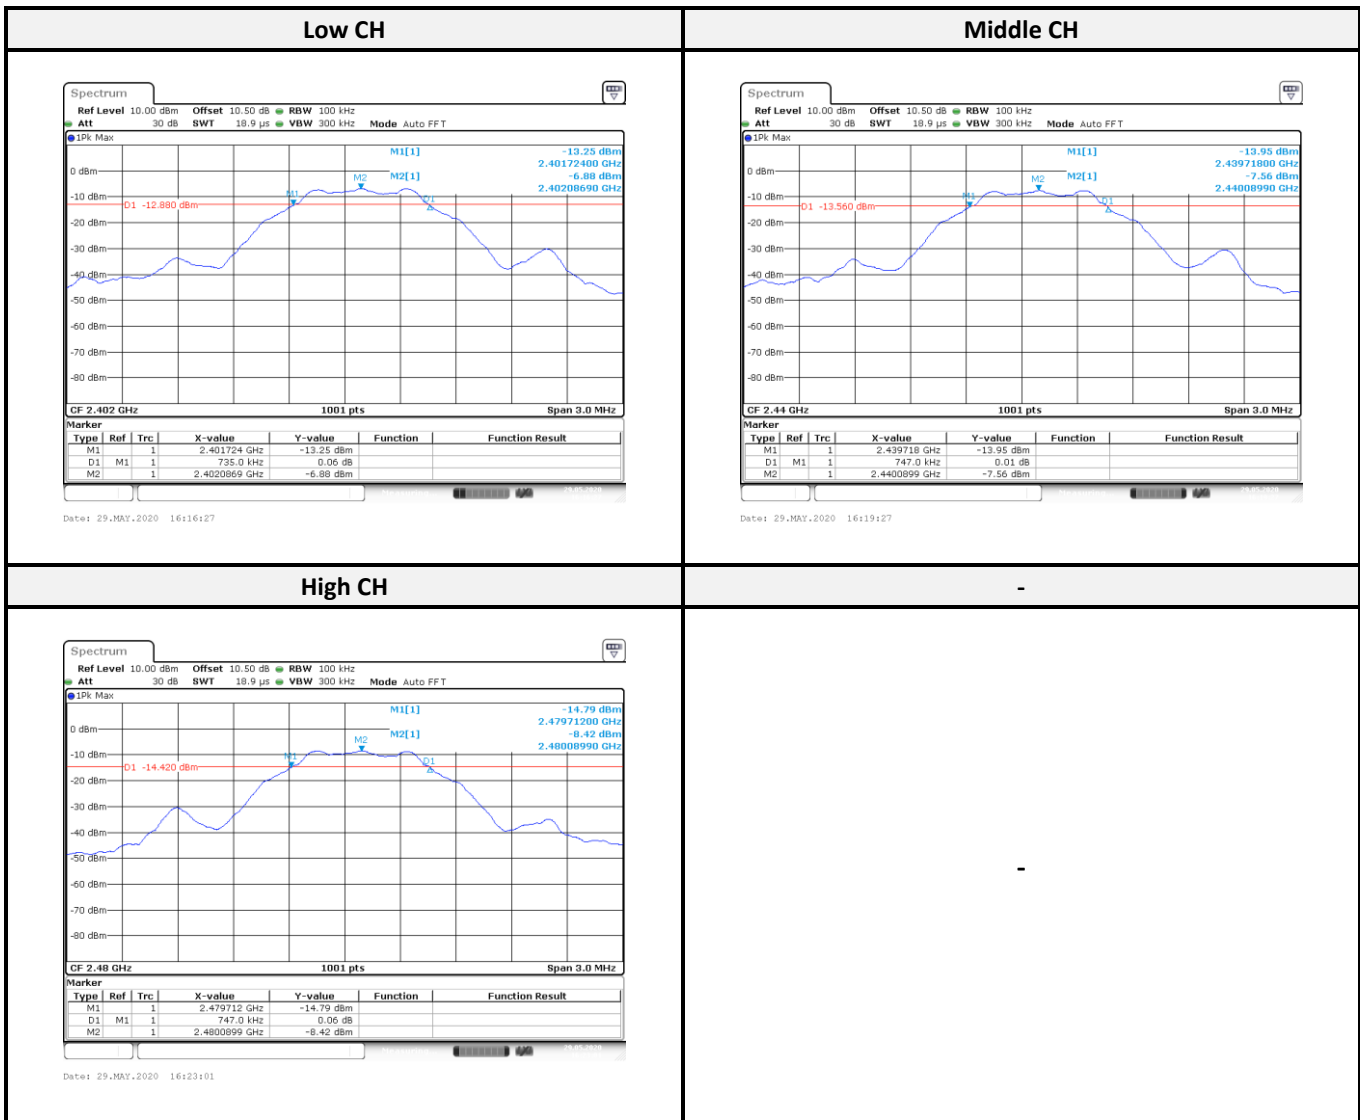 Low CH
Middle CH
Spectrum
Ref Level 10.00 dBm Offset 10.50 dB RBW 100 kHz
Att 30 dB SWT 18.9 µs VBW 300 kHz Mode Auto FFT
1Pk Max
M1[1] -13.25 dBm
2.40172400 GHz
M2[1] -6.88 dBm
2.40208690 GHz
0 dBm
M2
-10 dBm
M1
D1
D1 -12.880 dBm
-20 dBm
-30 dBm
-40 dBm
-50 dBm
-60 dBm
-70 dBm
-80 dBm
CF 2.402 GHz 1001 pts Span 3.0 MHz
Marker
Type Ref Trc X-value Y-value Function Function Result
M1 1 2.401724 GHz -13.25 dBm
D1 M1 1 735.0 kHz 0.06 dB
M2 1 2.4020869 GHz -6.88 dBm
Date: 29.MAY.2020 16:16:27
Spectrum
Ref Level 10.00 dBm Offset 10.50 dB RBW 100 kHz
Att 30 dB SWT 18.9 µs VBW 300 kHz Mode Auto FFT
1Pk Max
M1[1] -13.95 dBm
2.43971800 GHz
M2[1] -7.56 dBm
2.44008990 GHz
0 dBm
M2
-10 dBm
M1
D1
D1 -13.560 dBm
-20 dBm
-30 dBm
-40 dBm
-50 dBm
-60 dBm
-70 dBm
-80 dBm
CF 2.44 GHz 1001 pts Span 3.0 MHz
Marker
Type Ref Trc X-value Y-value Function Function Result
M1 1 2.439718 GHz -13.95 dBm
D1 M1 1 747.0 kHz 0.01 dB
M2 1 2.4400899 GHz -7.56 dBm
Date: 29.MAY.2020 16:19:27
High CH
-
Spectrum
Ref Level 10.00 dBm Offset 10.50 dB RBW 100 kHz
Att 30 dB SWT 18.9 µs VBW 300 kHz Mode Auto FFT
1Pk Max
M1[1] -14.79 dBm
2.47971200 GHz
M2[1] -8.42 dBm
2.48008990 GHz
0 dBm
M2
-10 dBm
M1
D1
D1 -14.420 dBm
-20 dBm
-30 dBm
-40 dBm
-50 dBm
-60 dBm
-70 dBm
-80 dBm
CF 2.48 GHz 1001 pts Span 3.0 MHz
Marker
Type Ref Trc X-value Y-value Function Function Result
M1 1 2.479712 GHz -14.79 dBm
D1 M1 1 747.0 kHz 0.06 dB
M2 1 2.4800899 GHz -8.42 dBm
Date: 29.MAY.2020 16:23:01
-